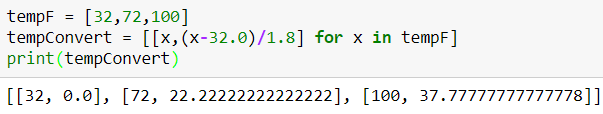 tempF = [32,72,100]
tempConvert = [[x,(x-32.0)/1.8] for x in tempF]
print(tempConvert)
[[32, 0.0], [72, 22.22222222222222], [100, 37.77777777777778]]